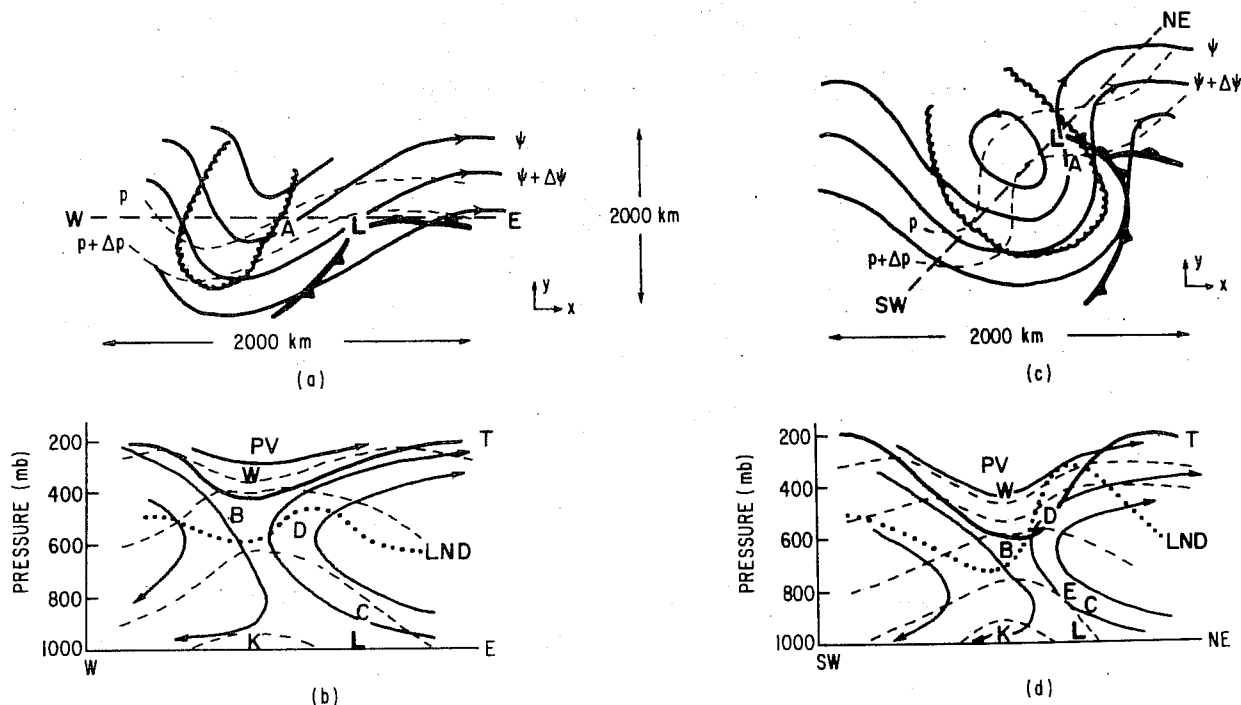 ψ
ψ+Δψ
p
W
A
L
E
p+Δp
2000 km
y
x
2000 km
(a)
NE
ψ
ψ+Δψ
L
A
p
p+Δp
SW
y
x
2000 km
(c)
PRESSURE (mb)
200
400
600
800
1000
PV
T
W
B
D
LND
C
K
L
W
E
(b)
PRESSURE (mb)
200
400
600
800
1000
PV
T
W
D
LND
B
E
C
K
L
SW
NE
(d)